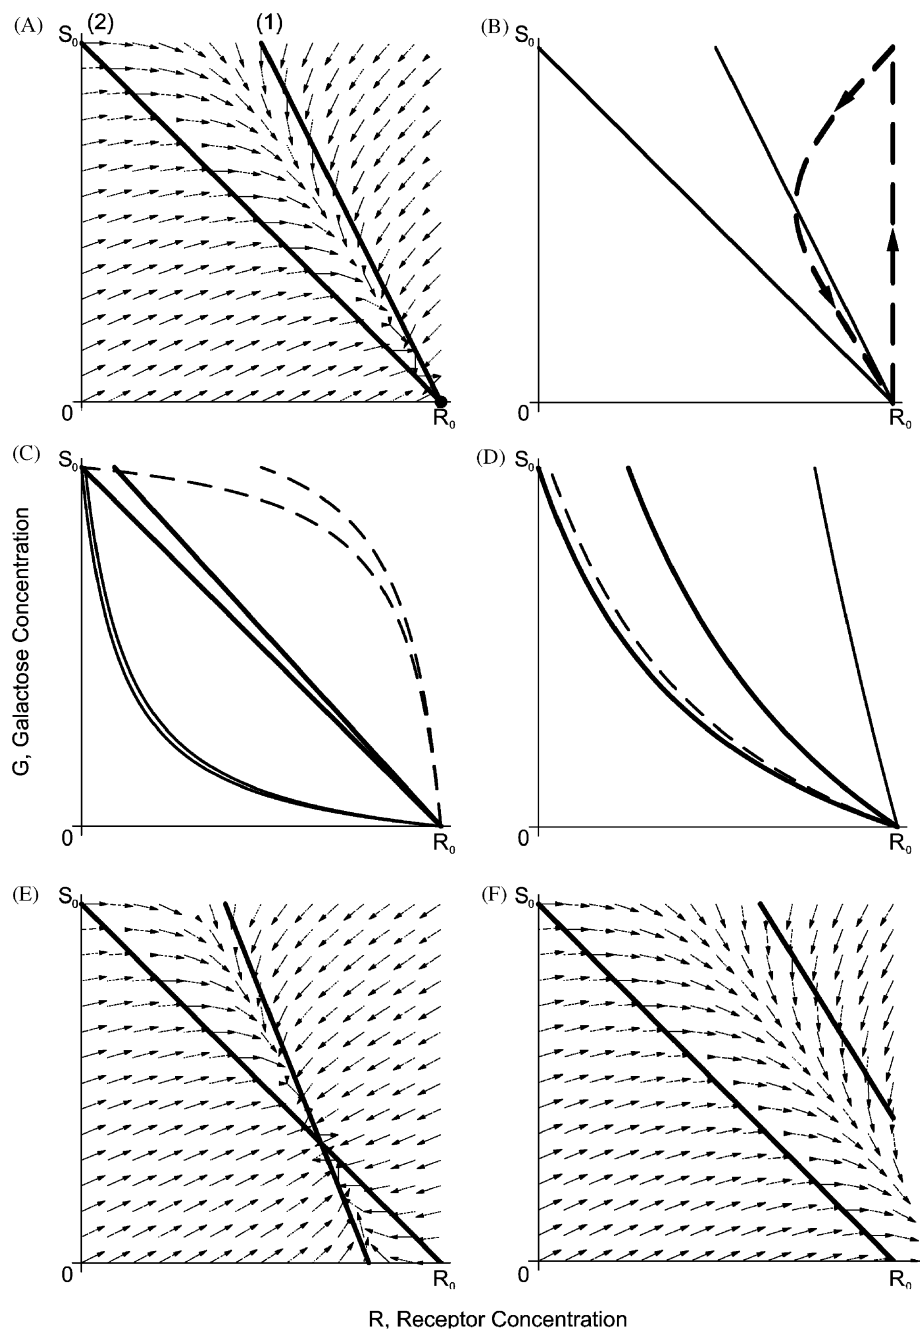 (A) S₀ (2) (1)
0 R₀
(B) S₀
0 R₀
(C) S₀
0 R₀
(D) S₀
0 R₀
G, Galactose Concentration
(E) S₀
0 R₀
(F) S₀
0 R₀
R, Receptor Concentration